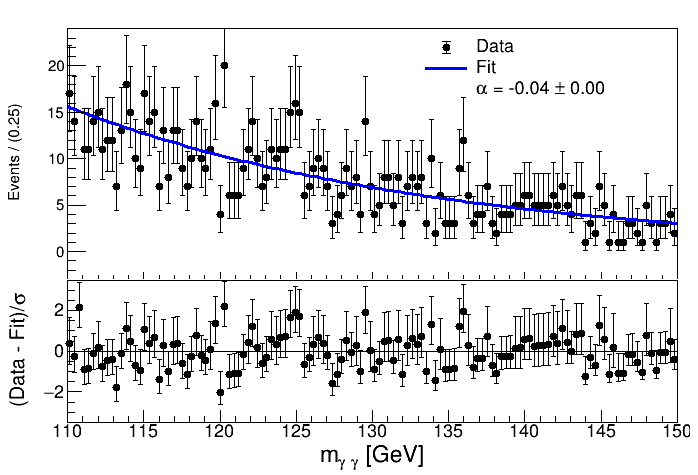 Data
Fit
α = -0.04 ± 0.00
Events / (0.25)
20
15
10
5
0
(Data - Fit)/σ
2
0
−2
110 115 120 125 130 135 140 145 150
m_γγ [GeV]